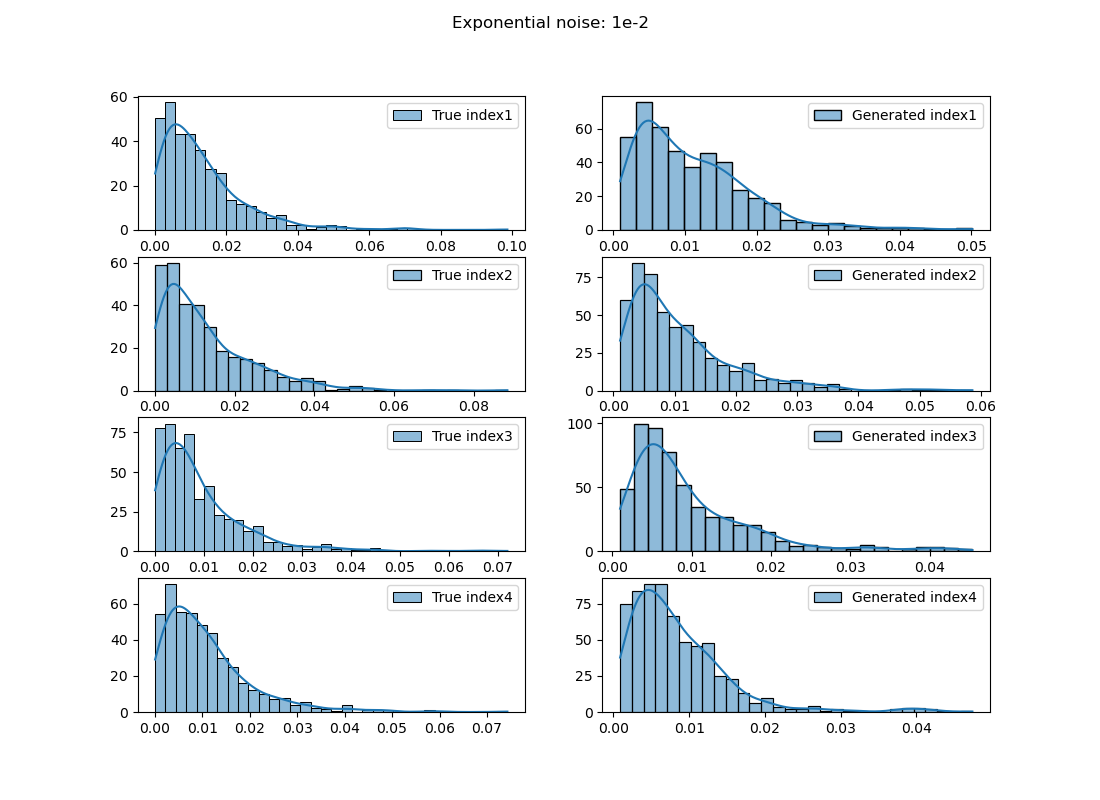 Exponential noise: 1e-2
60
40
20
0
True index1
0.00 0.02 0.04 0.06 0.08 0.10
60
40
20
0
Generated index1
0.00 0.01 0.02 0.03 0.04 0.05
60
40
20
0
True index2
0.00 0.02 0.04 0.06 0.08
75
50
25
0
Generated index2
0.00 0.01 0.02 0.03 0.04 0.05 0.06
75
50
25
0
True index3
0.00 0.01 0.02 0.03 0.04 0.05 0.06 0.07
100
75
50
25
0
Generated index3
0.00 0.01 0.02 0.03 0.04
60
40
20
0
True index4
0.00 0.01 0.02 0.03 0.04 0.05 0.06 0.07
75
50
25
0
Generated index4
0.00 0.01 0.02 0.03 0.04